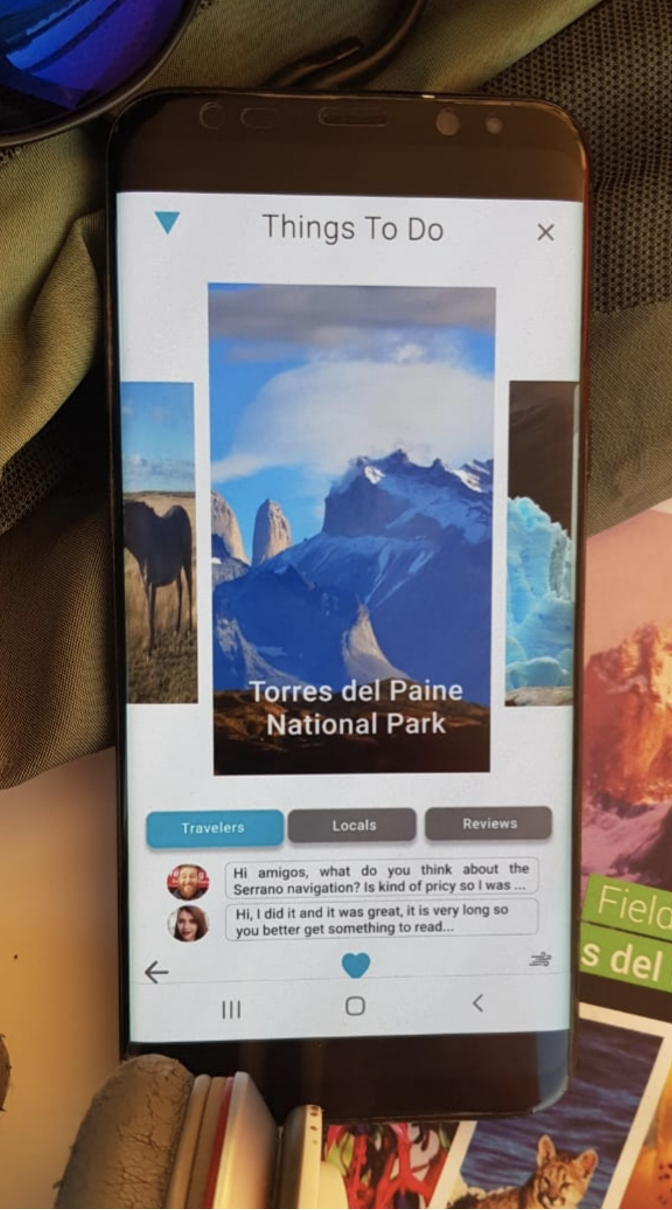 Things To Do
Torres del Paine
National Park
Travelers
Locals
Reviews
Hi amigos, what do you think about the
Serrano navigation? Is kind of pricy so I was ...
Hi, I did it and it was great, it is very long so
you better get something to read...
Field
s del